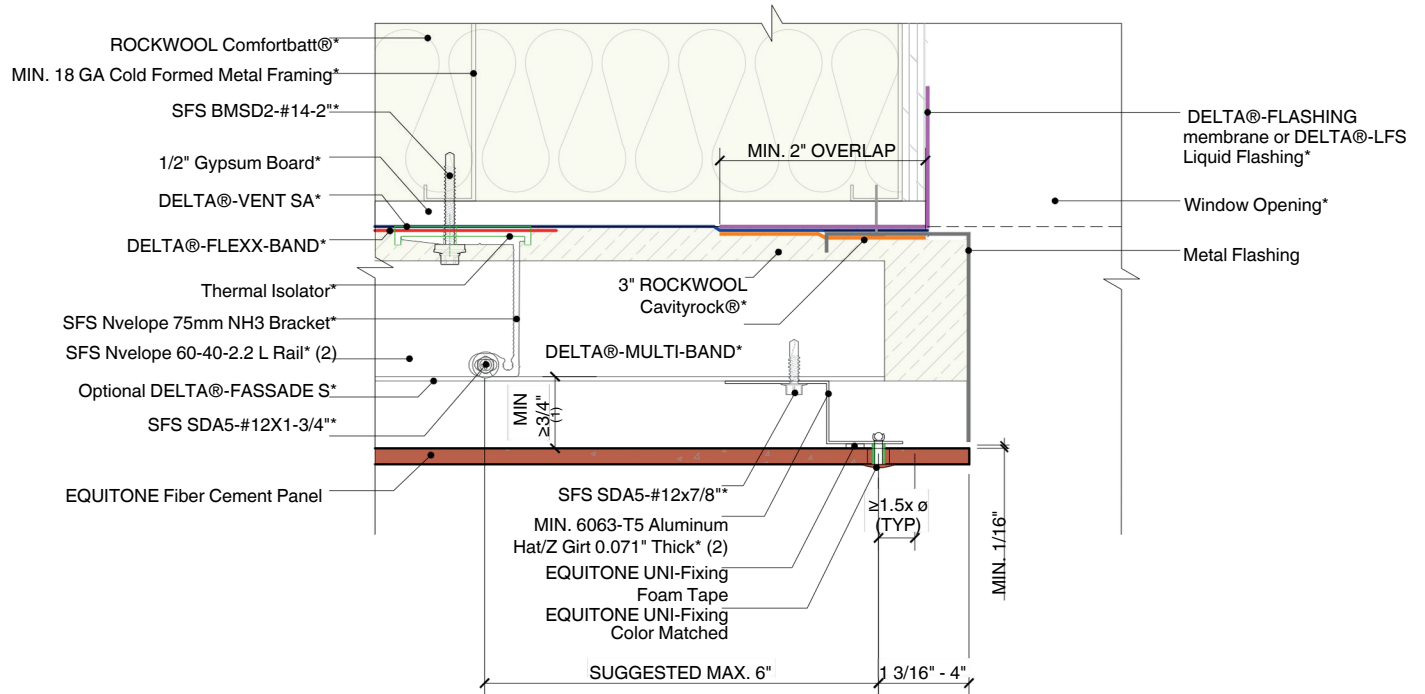 ROCKWOOL Comfortbatt®*
MIN. 18 GA Cold Formed Metal Framing*
SFS BMSD2-#14-2"*
1/2" Gypsum Board*
DELTA®-VENT SA*
DELTA®-FLEXX-BAND*
Thermal Isolator*
SFS Nvelope 75mm NH3 Bracket*
SFS Nvelope 60-40-2.2 L Rail* (2)
Optional DELTA®-FASSADE S*
SFS SDA5-#12X1-3/4"*
EQUITONE Fiber Cement Panel
MIN. 2" OVERLAP
3" ROCKWOOL
Cavityrock®*
DELTA®-MULTI-BAND*
MIN
≥3/4"
(1)
SFS SDA5-#12x7/8"*
MIN. 6063-T5 Aluminum
Hat/Z Girt 0.071" Thick* (2)
EQUITONE UNI-Fixing
Foam Tape
EQUITONE UNI-Fixing
Color Matched
≥1.5x ø
(TYP)
SUGGESTED MAX. 6"
1 3/16" - 4"
MIN. 1/16"
DELTA®-FLASHING
membrane or DELTA®-LFS
Liquid Flashing*
Window Opening*
Metal Flashing